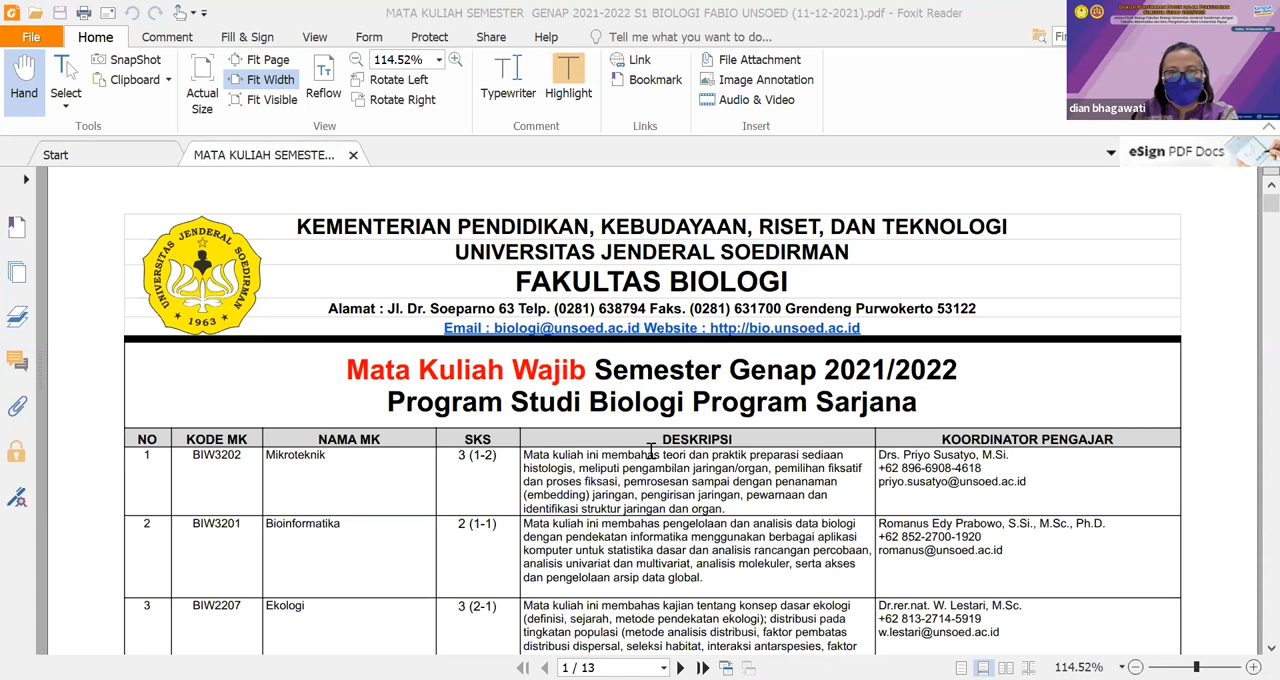 MATA KULIAH SEMESTER GENAP 2021-2022 S1 BIOLOGI FABIO UNSOED (11-12-2021).pdf - Foxit Reader
File Home Comment Fill & Sign View Form Help Tell me what you want to do...
Hand
Select
SnapShot
Clipboard
Tools
Actual Size
Fit Page
Fit Width
Fit Visible
Reflow
114.52%
Rotate Left
Rotate Right
View
Typewriter
Highlight
Comment
Link
Bookmark
Links
File Attachment
Image Annotation
Audio & Video
Insert
dian bhagawati
Start
MATA KULIAH SEMESTE...
eSign PDF Docs
UNIVERSITAS JENDERAL SOEDIRMAN
1963
KEMENTERIAN PENDIDIKAN, KEBUDAYAAN, RISET, DAN TEKNOLOGI
UNIVERSITAS JENDERAL SOEDIRMAN
FAKULTAS BIOLOGI
Alamat : Jl. Dr. Soeparno 63 Telp. (0281) 638794 Faks. (0281) 631700 Grendeng Purwokerto 53122
Email : biologi@unsoed.ac.id Website : http://bio.unsoed.ac.id
Mata Kuliah Wajib Semester Genap 2021/2022
Program Studi Biologi Program Sarjana
NO KODE MK NAMA MK SKS DESKRIPSI KOORDINATOR PENGAJAR
1 BIW3202 Mikroteknik 3 (1-2) Mata kuliah ini membahas teori dan praktik preparasi sediaan Drs. Priyo Susatyo, M.Si.
histologis, meliputi pengambilan jaringan/organ, pemilihan fiksatif +62 896-6908-4618
dan proses fiksasi, pemrosesan sampai dengan penanaman priyo.susatyo@unsoed.ac.id
(embedding) jaringan, pengirisan jaringan, pewarnaan dan
identifikasi struktur jaringan dan organ.
2 BIW3201 Bioinformatika 2 (1-1) Mata kuliah ini membahas pengelolaan dan analisis data biologi Romanus Edy Prabowo, S.Si., M.Sc., Ph.D.
dengan pendekatan informatika menggunakan berbagai aplikasi +62 852-2700-1920
komputer untuk statistika dasar dan analisis rancangan percobaan, romanus@unsoed.ac.id
analisis univariat dan multivariat, analisis molekuler, serta akses
dan pengelolaan arsip data global.
3 BIW2207 Ekologi 3 (2-1) Mata kuliah ini membahas kajian tentang konsep dasar ekologi Dr.rer.nat. W. Lestari, M.Sc.
(definisi, sejarah, metode pendekatan ekologi); distribusi pada +62 813-2714-5919
tingkatan populasi (metode analisis distribusi, faktor pembatas w.lestari@unsoed.ac.id
distribusi dispersal, seleksi habitat, interaksi antarspesies, faktor
1 / 13
114.52%